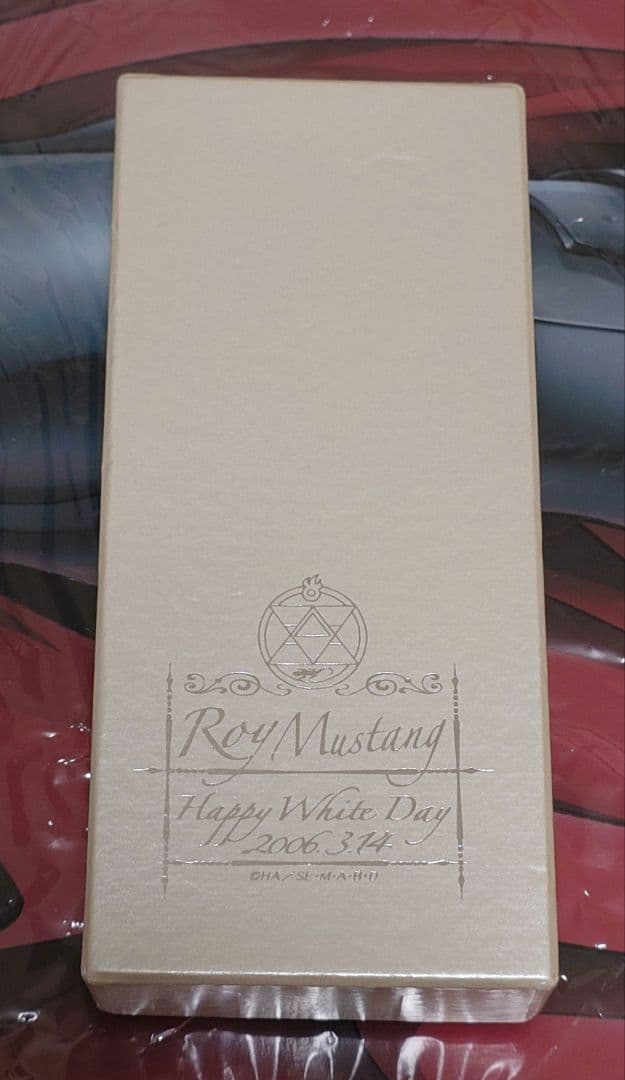 Roy Mustang
Happy White Day
2006.3.14
©HA/SE・M・A・B・D